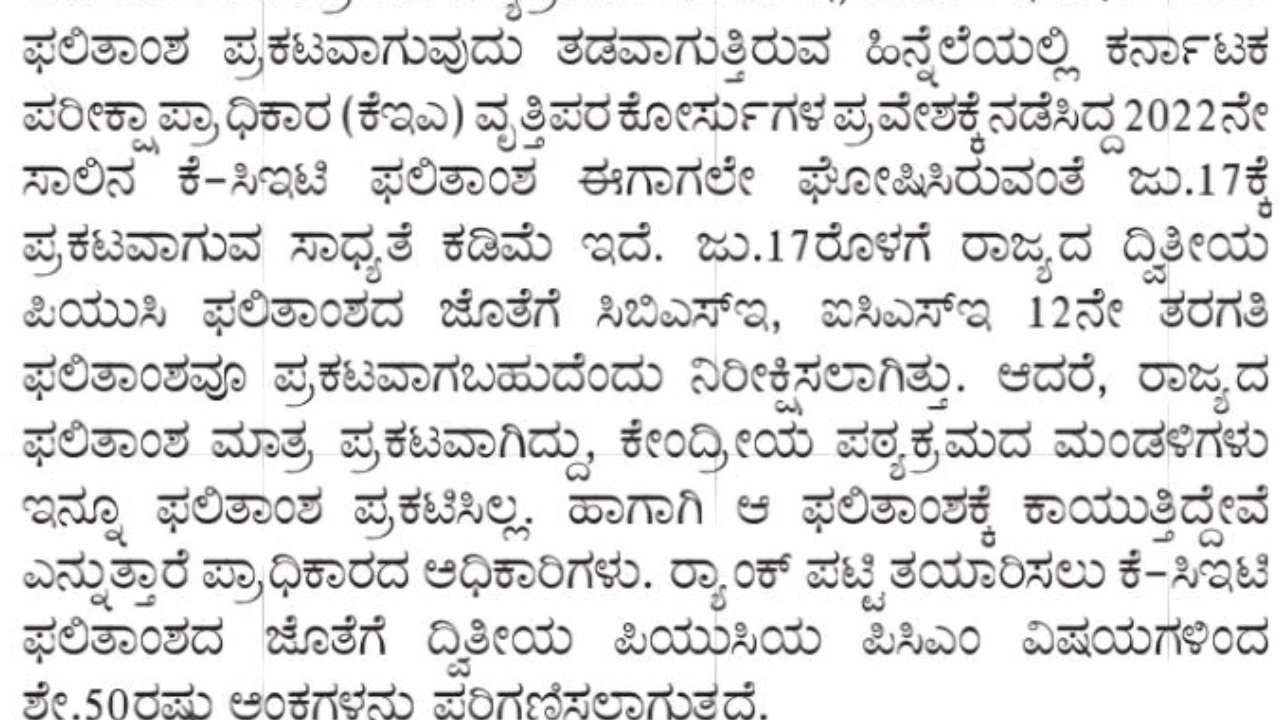 ಫಲಿತಾಂಶ ಪ್ರಕಟವಾಗುವುದು ತಡವಾಗುತ್ತಿರುವ ಹಿನ್ನೆಲೆಯಲ್ಲಿ ಕರ್ನಾಟಕ
ಪರೀಕ್ಷಾ ಪ್ರಾಧಿಕಾರ (ಕೆಇಎ) ವೃತ್ತಿಪರ ಕೋರ್ಸುಗಳ ಪ್ರವೇಶಕ್ಕೆ ನಡೆಸಿದ್ದ 2022ನೇ
ಸಾಲಿನ ಕೆ-ಸಿಇಟಿ ಫಲಿತಾಂಶ ಈಗಾಗಲೇ ಘೋಷಿಸಿರುವಂತೆ ಜು.17ಕ್ಕೆ
ಪ್ರಕಟವಾಗುವ ಸಾಧ್ಯತೆ ಕಡಿಮೆ ಇದೆ. ಜು.17ರೊಳಗೆ ರಾಜ್ಯದ ದ್ವಿತೀಯ
ಪಿಯುಸಿ ಫಲಿತಾಂಶದ ಜೊತೆಗೆ ಸಿಬಿಎಸ್‌ಇ, ಐಸಿಎಸ್‌ಇ 12ನೇ ತರಗತಿ
ಫಲಿತಾಂಶವೂ ಪ್ರಕಟವಾಗಬಹುದೆಂದು ನಿರೀಕ್ಷಿಸಲಾಗಿತ್ತು. ಆದರೆ, ರಾಜ್ಯದ
ಫಲಿತಾಂಶ ಮಾತ್ರ ಪ್ರಕಟವಾಗಿದ್ದು, ಕೇಂದ್ರೀಯ ಪಠ್ಯಕ್ರಮದ ಮಂಡಳಿಗಳು
ಇನ್ನೂ ಫಲಿತಾಂಶ ಪ್ರಕಟಿಸಿಲ್ಲ. ಹಾಗಾಗಿ ಆ ಫಲಿತಾಂಶಕ್ಕೆ ಕಾಯುತ್ತಿದ್ದೇವೆ
ಎನ್ನುತ್ತಾರೆ ಪ್ರಾಧಿಕಾರದ ಅಧಿಕಾರಿಗಳು. ರ‍್ಯಾಂಕ್ ಪಟ್ಟಿ ತಯಾರಿಸಲು ಕೆ-ಸಿಇಟಿ
ಫಲಿತಾಂಶದ ಜೊತೆಗೆ ದ್ವಿತೀಯ ಪಿಯುಸಿಯ ಪಿಸಿಎಂ ವಿಷಯಗಳಿಂದ
ಶೇ.50ರಷ್ಟು ಅಂಕಗಳನ್ನು ಪರಿಗಣಿಸಲಾಗುತ್ತದೆ.